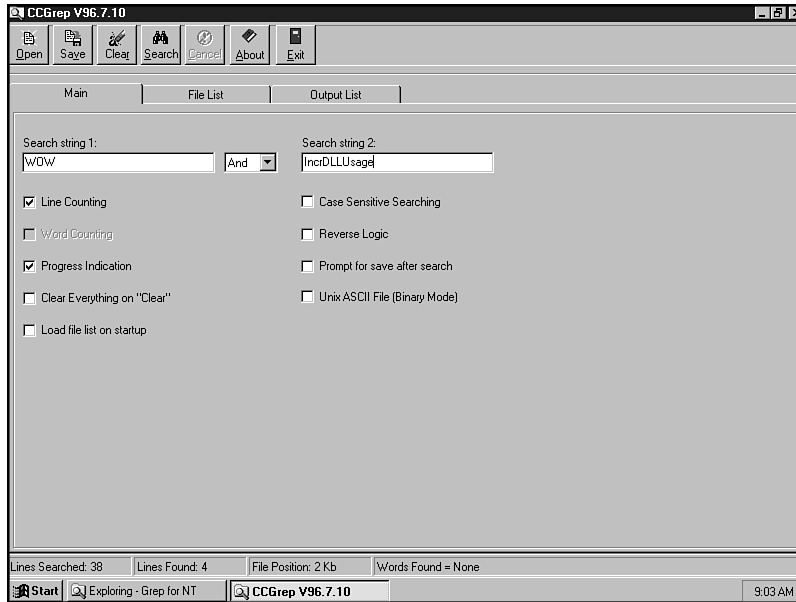 CCGrep V96.7.10
Open Save Clear Search Cancel About Exit
Main File List Output List
Search string 1: Search string 2:
WOW And IncrDLLUsage
Line Counting Case Sensitive Searching
Word Counting Reverse Logic
Progress Indication Prompt for save after search
Clear Everything on "Clear" Unix ASCII File (Binary Mode)
Load file list on startup
Lines Searched: 38 Lines Found: 4 File Position: 2 Kb Words Found = None
Start Exploring - Grep for NT CCGrep V96.7.10 9:03 AM